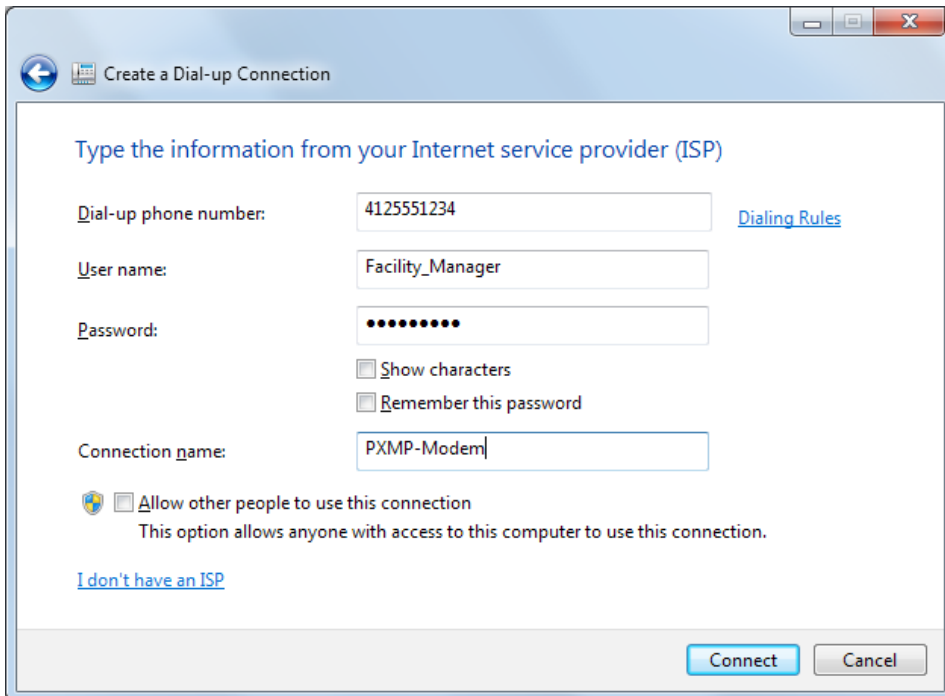 Create a Dial-up Connection
Type the information from your Internet service provider (ISP)
Dial-up phone number: 4125551234 Dialing Rules
User name: Facility_Manager
Password: •••••••••
Show characters
Remember this password
Connection name: PXMP-Modem
Allow other people to use this connection
This option allows anyone with access to this computer to use this connection.
I don't have an ISP
Connect Cancel